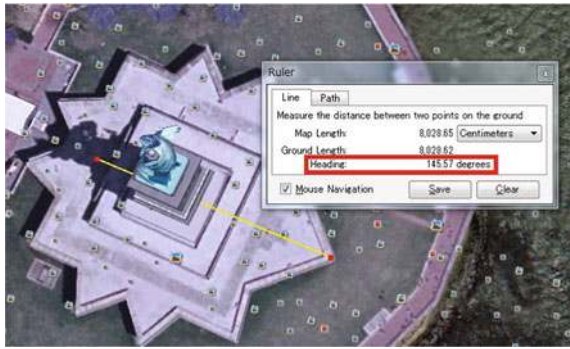 Ruler
Line Path
Measure the distance between two points on the ground
Map Length: 8,028.65 Centimeters
Ground Length: 8,028.62
Heading: 145.57 degrees
Mouse Navigation Save Clear